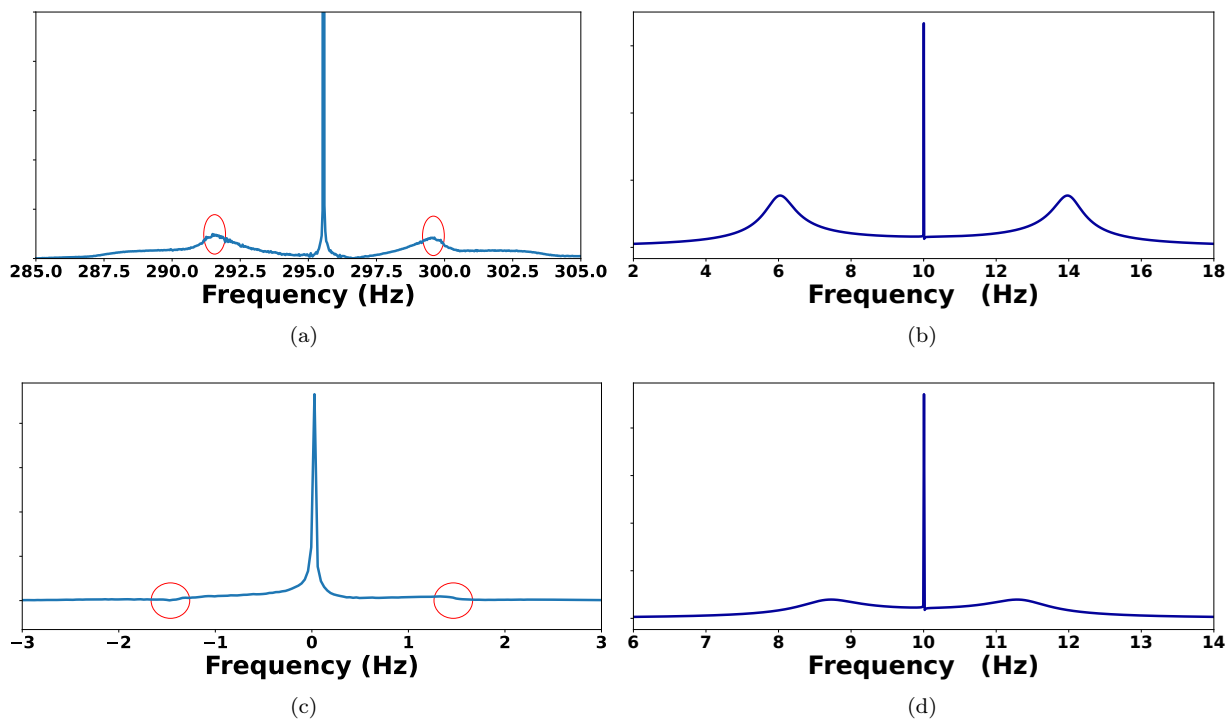 285.0 287.5 290.0 292.5 295.0 297.5 300.0 302.5 305.0
Frequency (Hz)
(a)
2 4 6 8 10 12 14 16 18
Frequency (Hz)
(b)
−3 −2 −1 0 1 2 3
Frequency (Hz)
(c)
6 7 8 9 10 11 12 13 14
Frequency (Hz)
(d)